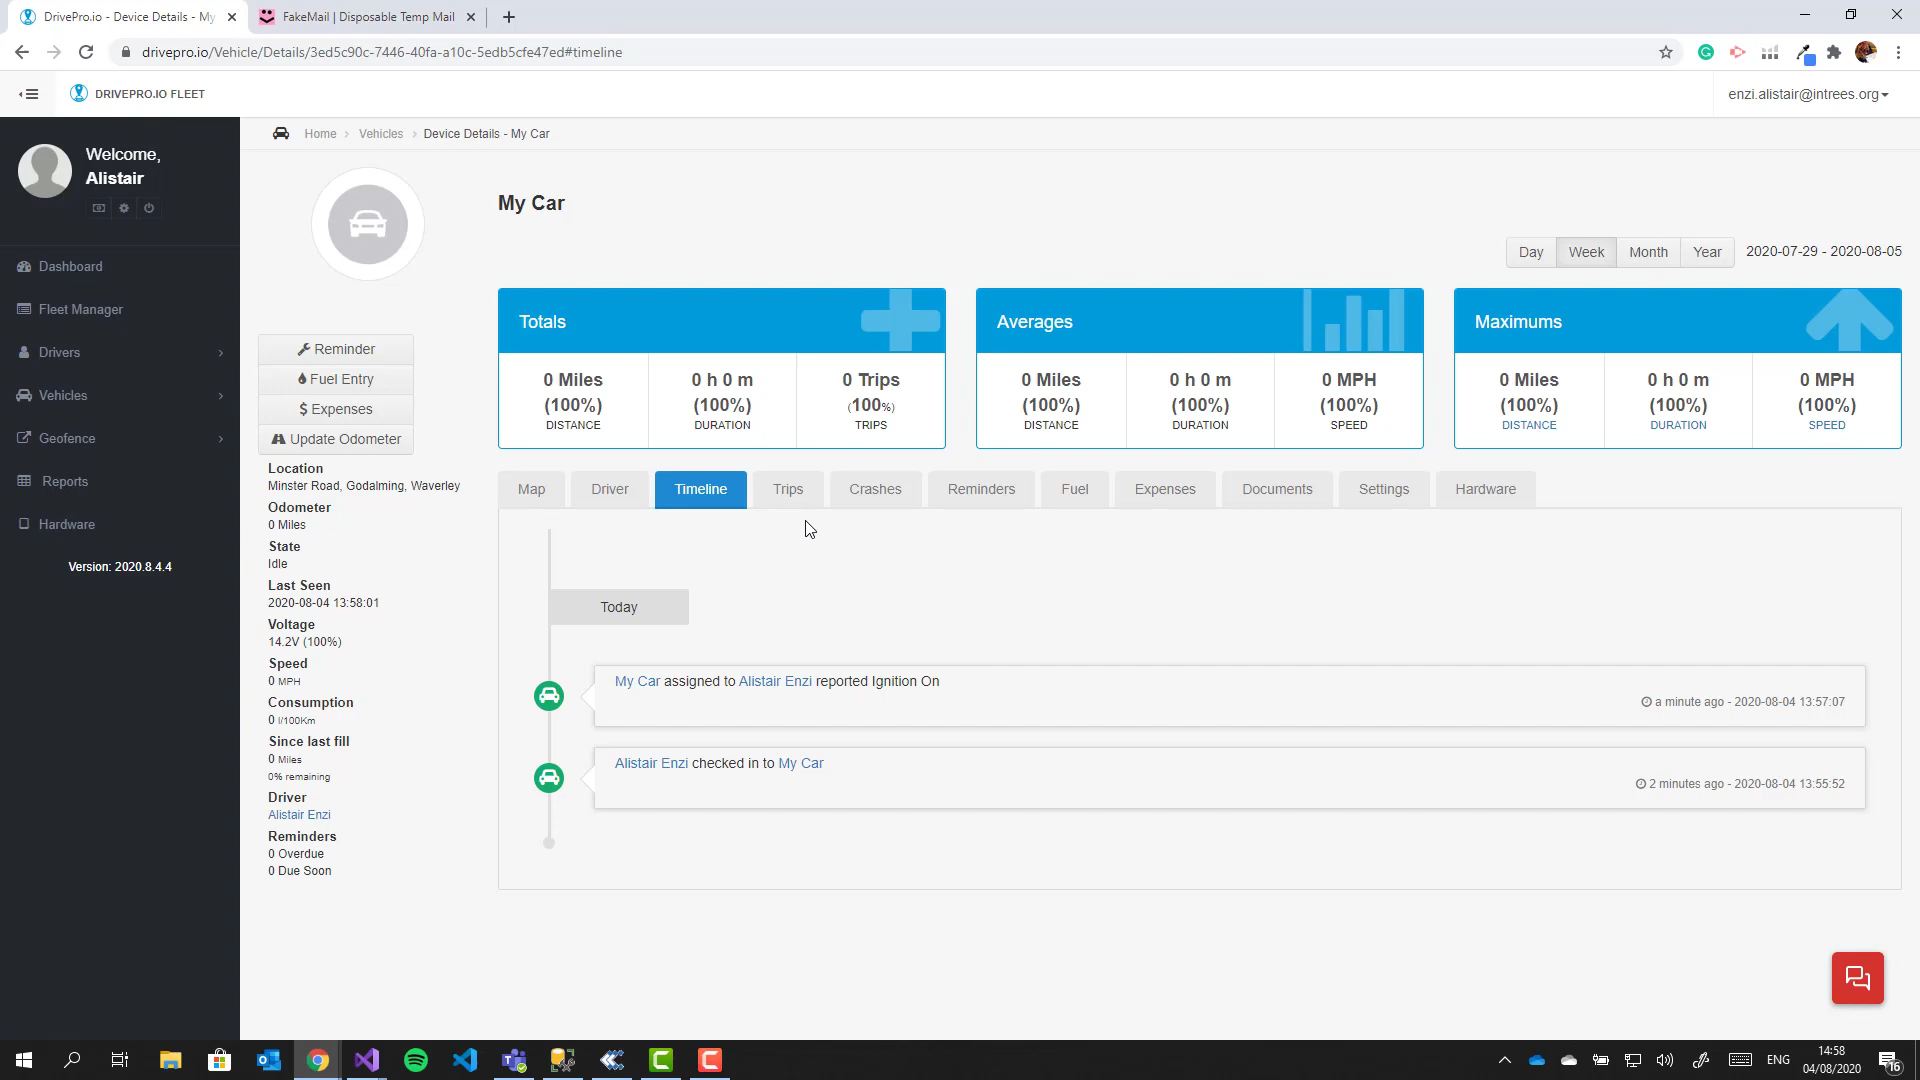 DrivePro.io - Device Details - My
FakeMail | Disposable Temp Mail
drivepro.io/Vehicle/Details/3ed5c90c-7446-40fa-a10c-5edb5cfe47ed#timeline
DRIVEPRO.IO FLEET
enzi.alistair@intrees.org
Welcome,
Alistair
Dashboard
Fleet Manager
Drivers
Vehicles
Geofence
Reports
Hardware
Version: 2020.8.4.4
Home
Vehicles
Device Details - My Car
My Car
Day
Week
Month
Year
2020-07-29 - 2020-08-05
Reminder
Fuel Entry
$ Expenses
Update Odometer
Location
Minster Road, Godalming, Waverley
Odometer
0 Miles
State
Idle
Last Seen
2020-08-04 13:58:01
Voltage
14.2V (100%)
Speed
0 MPH
Consumption
0 l/100Km
Since last fill
0 Miles
0% remaining
Driver
Alistair Enzi
Reminders
0 Overdue
0 Due Soon
Totals
0 Miles
(100%)
DISTANCE
0 h 0 m
(100%)
DURATION
0 Trips
(100%)
TRIPS
Averages
0 Miles
(100%)
DISTANCE
0 h 0 m
(100%)
DURATION
0 MPH
(100%)
SPEED
Maximums
0 Miles
(100%)
DISTANCE
0 h 0 m
(100%)
DURATION
0 MPH
(100%)
SPEED
Map
Driver
Timeline
Trips
Crashes
Reminders
Fuel
Expenses
Documents
Settings
Hardware
Today
My Car assigned to Alistair Enzi reported Ignition On
a minute ago - 2020-08-04 13:57:07
Alistair Enzi checked in to My Car
2 minutes ago - 2020-08-04 13:55:52
ENG
14:58
04/08/2020
16